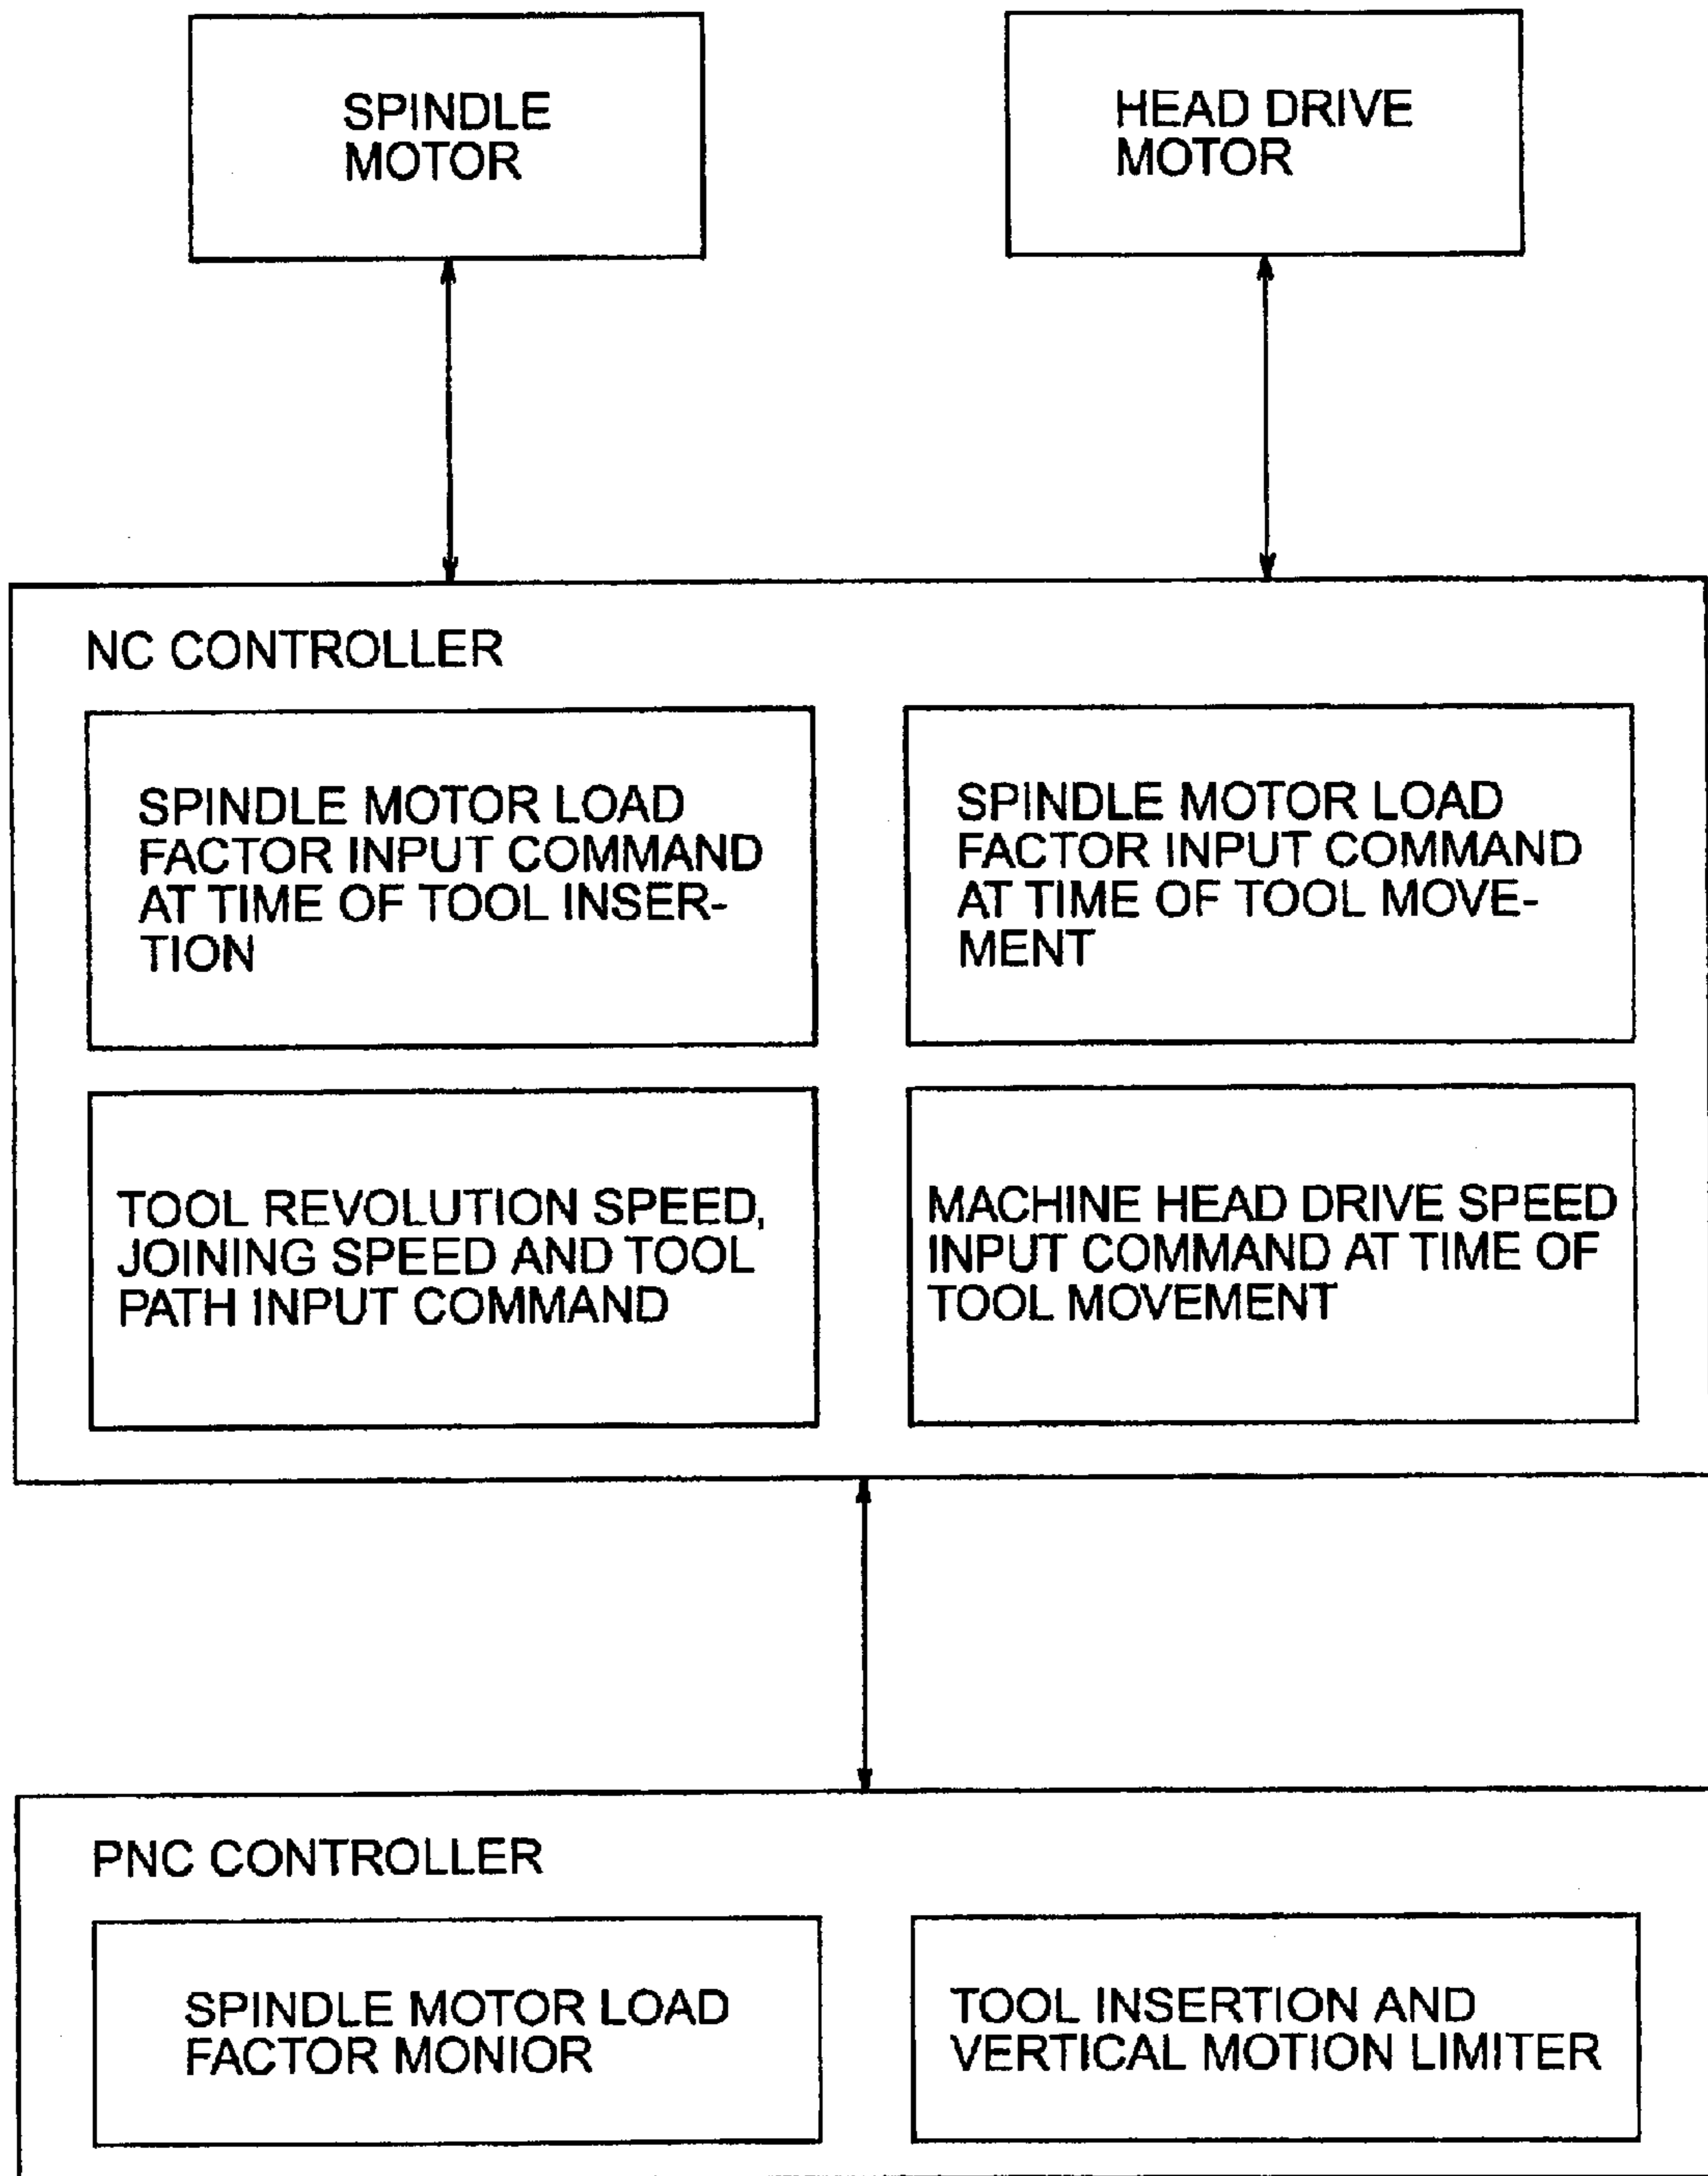 SPINDLE
MOTOR
HEAD DRIVE
MOTOR
NC CONTROLLER
SPINDLE MOTOR LOAD
FACTOR INPUT COMMAND
AT TIME OF TOOL INSER-
TION
SPINDLE MOTOR LOAD
FACTOR INPUT COMMAND
AT TIME OF TOOL MOVE-
MENT
TOOL REVOLUTION SPEED,
JOINING SPEED AND TOOL
PATH INPUT COMMAND
MACHINE HEAD DRIVE SPEED
INPUT COMMAND AT TIME OF
TOOL MOVEMENT
PNC CONTROLLER
SPINDLE MOTOR LOAD
FACTOR MONIOR
TOOL INSERTION AND
VERTICAL MOTION LIMITER